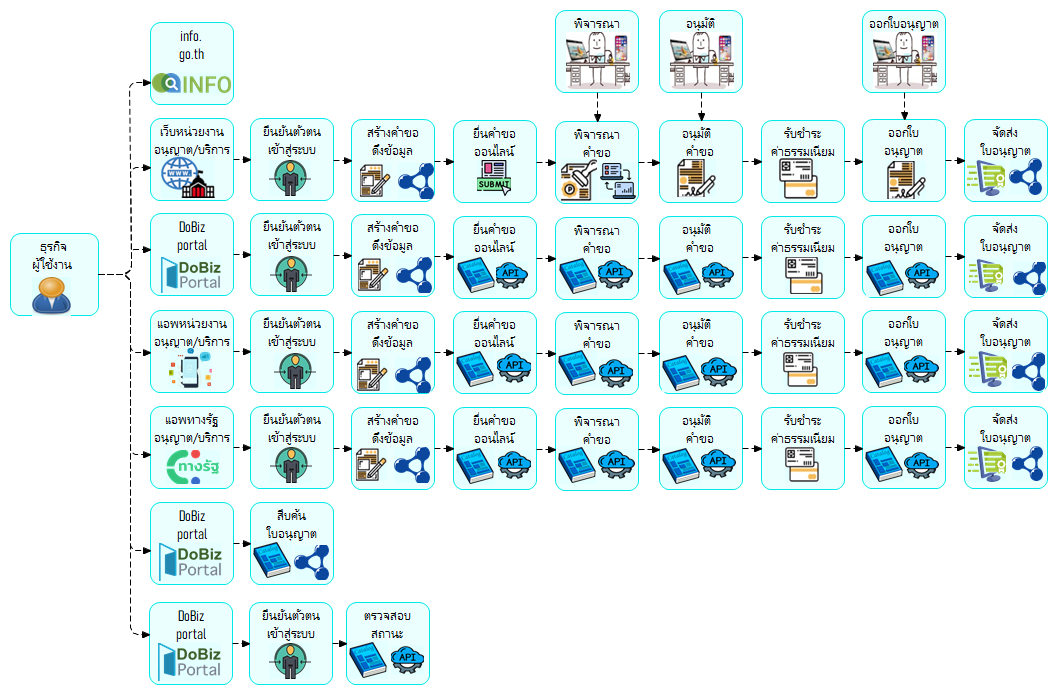 พิจารณา
อนุมัติ
ออกใบอนุญาต
info.
go.th
INFO
เว็บหน่วยงาน
อนุญาต/บริการ
WWW
ยืนยันตัวตน
เข้าสู่ระบบ
สร้างคำขอ
ดึงข้อมูล
ยื่นคำขอ
ออนไลน์
SUBMIT
พิจารณา
คำขอ
P
อนุมัติ
คำขอ
รับชำระ
ค่าธรรมเนียม
ออกใบ
อนุญาต
จัดส่ง
ใบอนุญาต
ธุรกิจ
ผู้ใช้งาน
DoBiz
portal
DoBiz
Portal
ยืนยันตัวตน
เข้าสู่ระบบ
สร้างคำขอ
ดึงข้อมูล
ยื่นคำขอ
ออนไลน์
API
พิจารณา
คำขอ
API
อนุมัติ
คำขอ
API
รับชำระ
ค่าธรรมเนียม
ออกใบ
อนุญาต
API
จัดส่ง
ใบอนุญาต
แอพหน่วยงาน
อนุญาต/บริการ
ยืนยันตัวตน
เข้าสู่ระบบ
สร้างคำขอ
ดึงข้อมูล
ยื่นคำขอ
ออนไลน์
API
พิจารณา
คำขอ
API
อนุมัติ
คำขอ
API
รับชำระ
ค่าธรรมเนียม
ออกใบ
อนุญาต
API
จัดส่ง
ใบอนุญาต
แอพทางรัฐ
อนุญาต/บริการ
ทางรัฐ
ยืนยันตัวตน
เข้าสู่ระบบ
สร้างคำขอ
ดึงข้อมูล
ยื่นคำขอ
ออนไลน์
API
พิจารณา
คำขอ
API
อนุมัติ
คำขอ
API
รับชำระ
ค่าธรรมเนียม
ออกใบ
อนุญาต
API
จัดส่ง
ใบอนุญาต
DoBiz
portal
DoBiz
Portal
สืบค้น
ใบอนุญาต
DoBiz
portal
DoBiz
Portal
ยืนยันตัวตน
เข้าสู่ระบบ
ตรวจสอบ
สถานะ
API